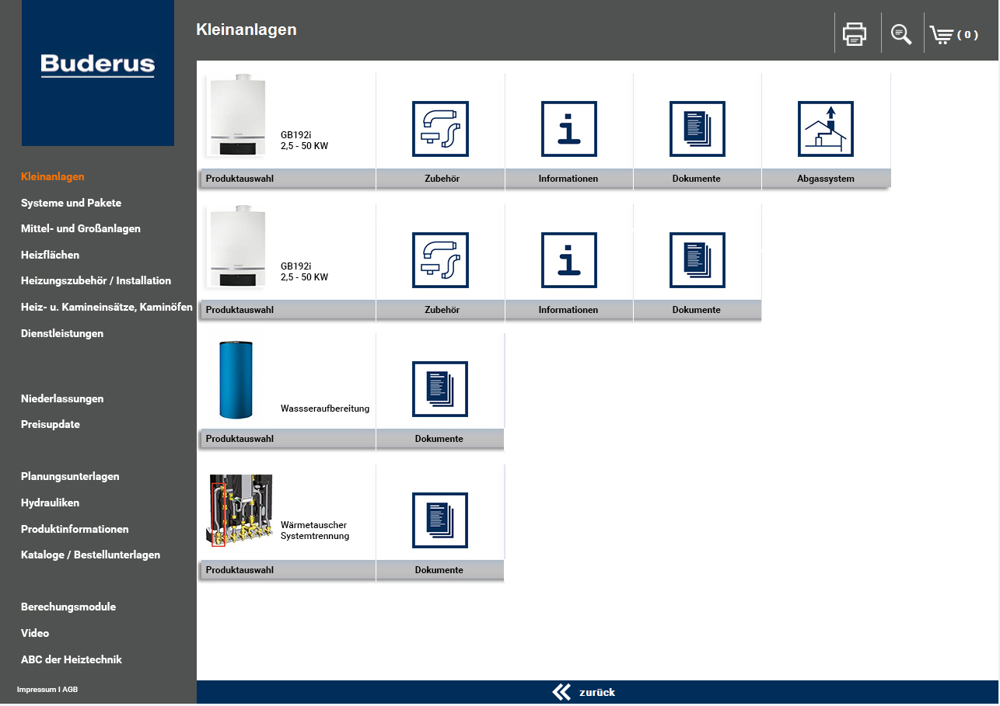 Buderus
Kleinanlagen
( 0 )
Kleinanlagen
Systeme und Pakete
Mittel- und Großanlagen
Heizflächen
Heizungszubehör / Installation
Heiz- u. Kamineinsätze, Kaminöfen
Dienstleistungen
Niederlassungen
Preisupdate
Planungsunterlagen
Hydrauliken
Produktinformationen
Kataloge / Bestellunterlagen
Berechungsmodule
Video
ABC der Heiztechnik
Impressum I AGB
GB192i
2,5 - 50 KW
Produktauswahl
Zubehör
Informationen
Dokumente
Abgassystem
GB192i
2,5 - 50 KW
Produktauswahl
Zubehör
Informationen
Dokumente
Wassseraufbereitung
Produktauswahl
Dokumente
Wärmetauscher
Systemtrennung
Produktauswahl
Dokumente
zurück